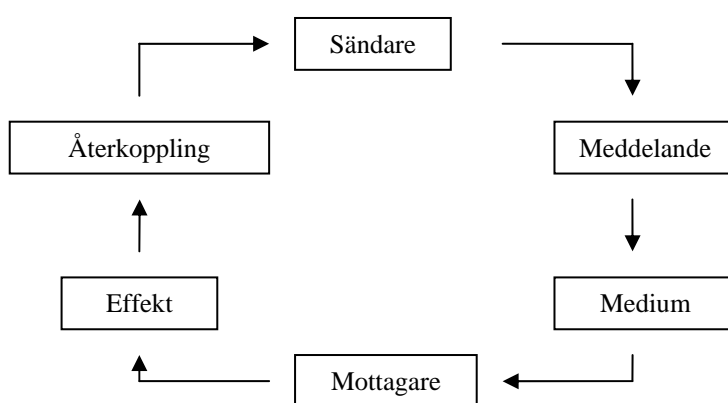 Sändare
Återkoppling
Meddelande
Effekt
Medium
Mottagare